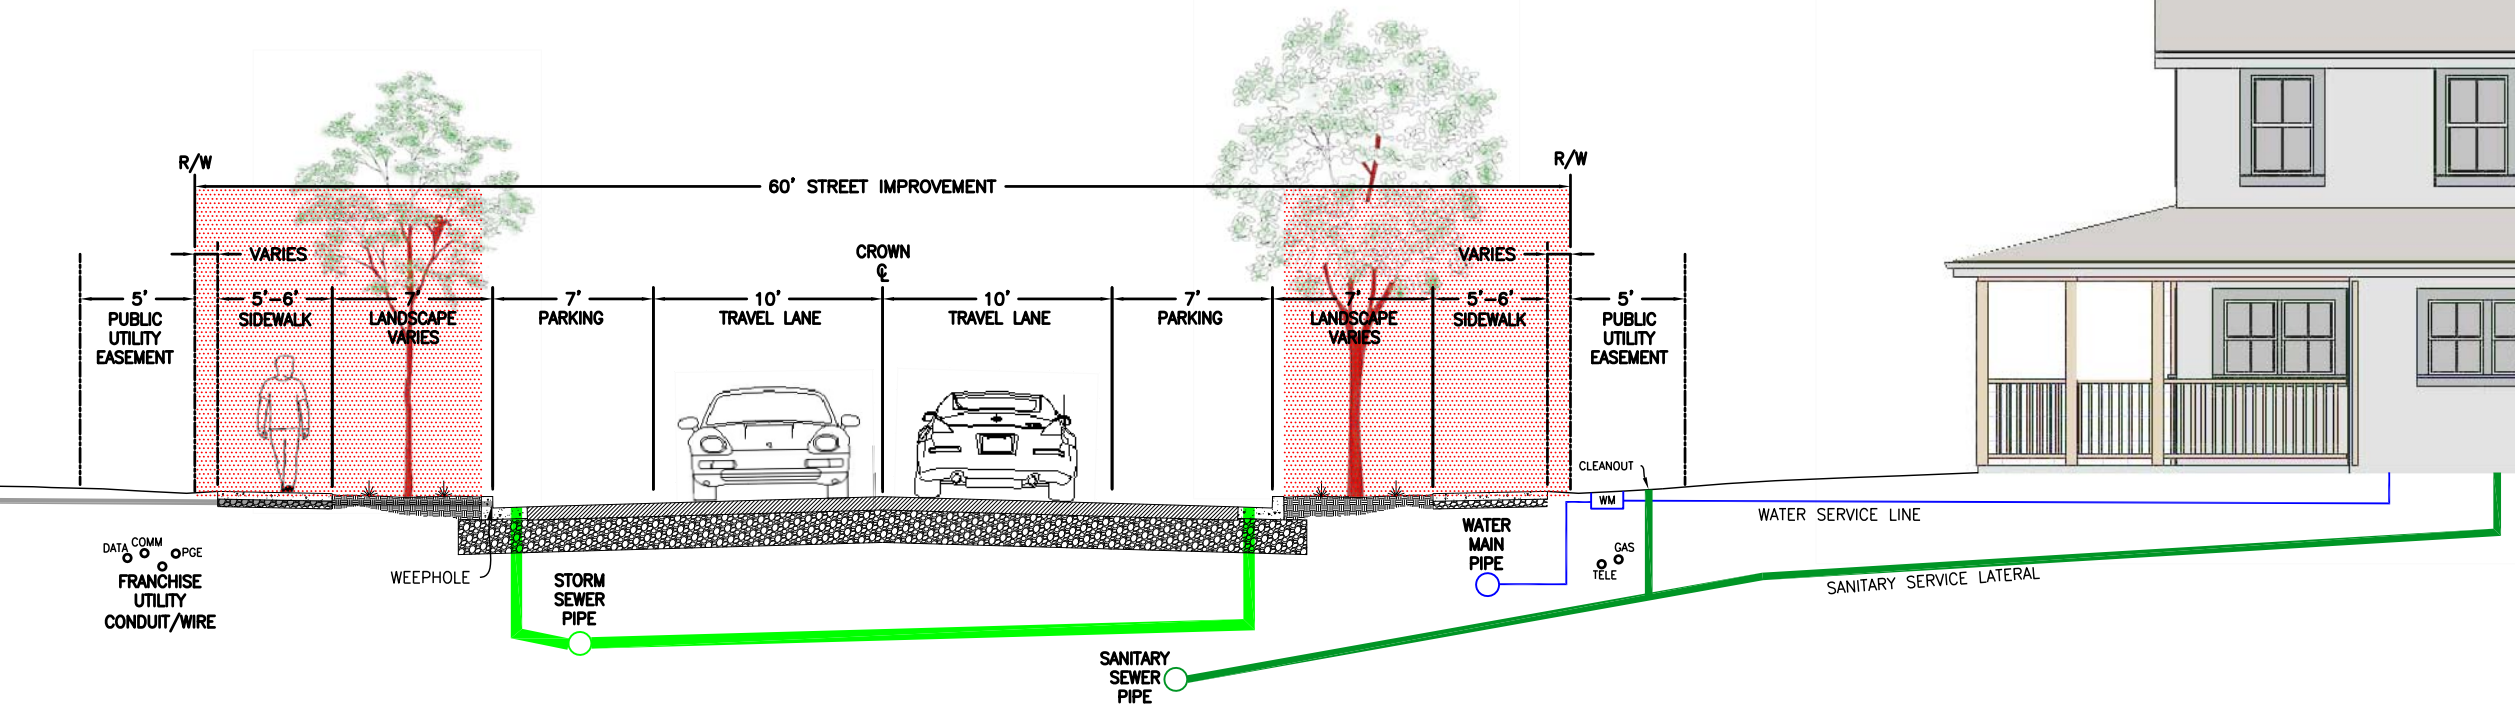 R/W
R/W
60' STREET IMPROVEMENT
VARIES
CROWN
℄
VARIES
5'
PUBLIC
UTILITY
EASEMENT
5'-6'
SIDEWALK
7'
LANDSCAPE
VARIES
7'
PARKING
10'
TRAVEL LANE
10'
TRAVEL LANE
7'
PARKING
7'
LANDSCAPE
VARIES
5'-6'
SIDEWALK
5'
PUBLIC
UTILITY
EASEMENT
CLEANOUT
WM
WATER SERVICE LINE
WATER
MAIN
PIPE
GAS
TELE
DATA
COMM
PGE
FRANCHISE
UTILITY
CONDUIT/WIRE
WEEPHOLE
STORM
SEWER
PIPE
SANITARY SERVICE LATERAL
SANITARY
SEWER
PIPE